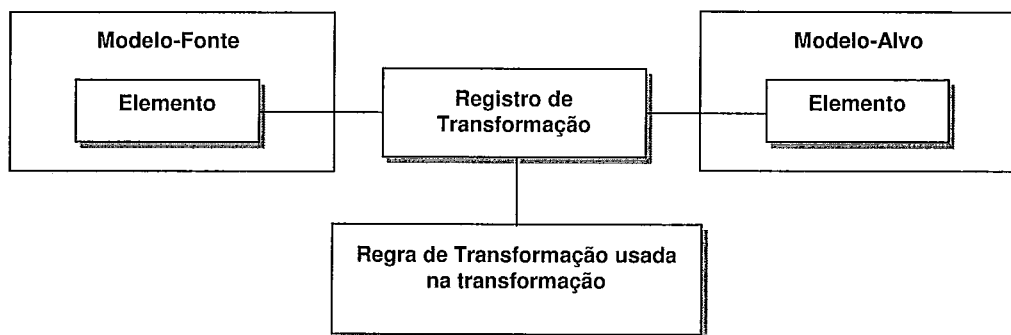 Modelo-Fonte
Elemento
Registro de
Transformação
Modelo-Alvo
Elemento
Regra de Transformação usada
na transformação